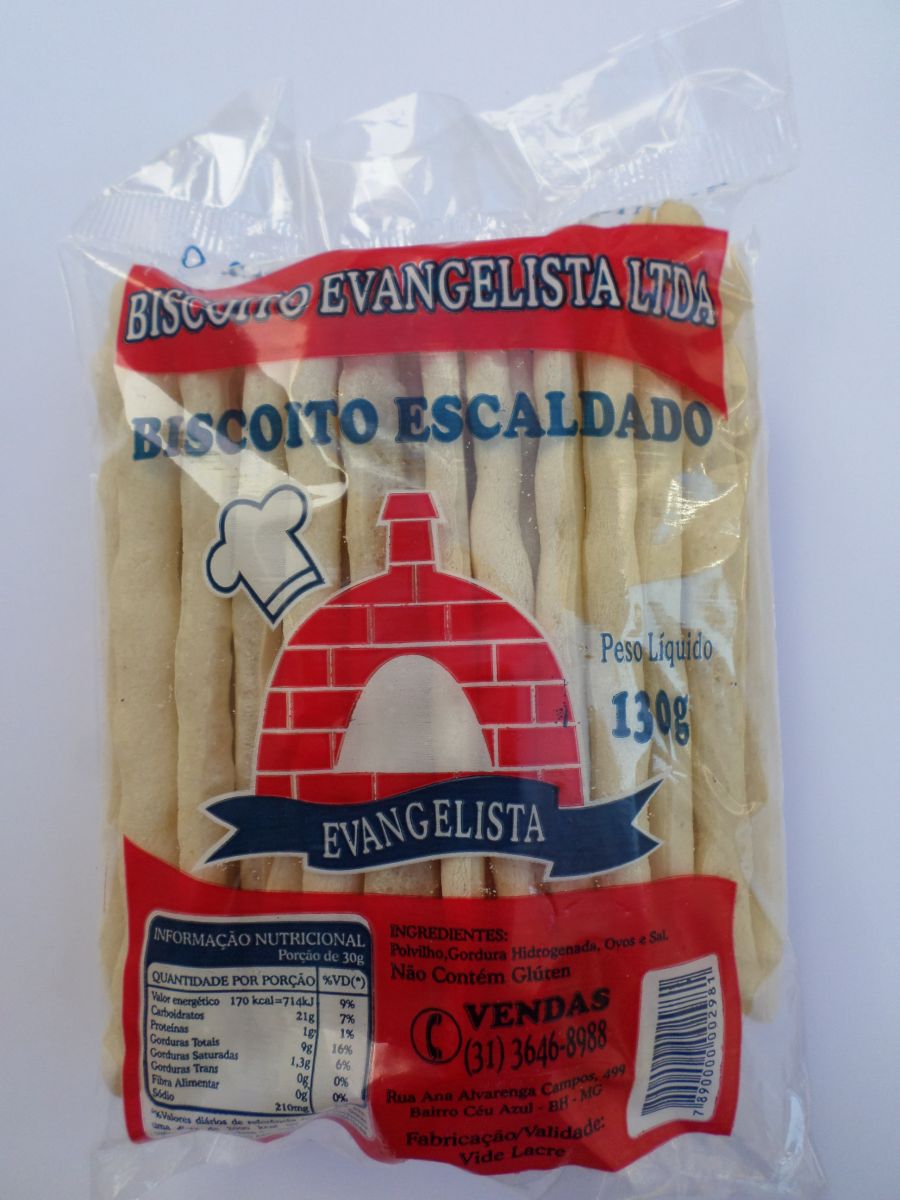 BISCOITO EVANGELISTA LTDA
BISCOITO ESCALDADO
Peso Líquido
130g
EVANGELISTA
INFORMAÇÃO NUTRICIONAL
Porção de 30g
QUANTIDADE POR PORÇÃO %VD(*)
Valor energético 170 kcal=714kJ 9%
Carboidratos 21g 7%
Proteínas 1g 1%
Gorduras Totais 9g 16%
Gorduras Saturadas 1,3g 6%
Gorduras Trans 0g 0%
Fibra Alimentar 0g 0%
Sódio 210mg
%Valores diários de
INGREDIENTES:
Polvilho,Gordura Hidrogenada, Ovos e Sal.
Não Contém Glúten
VENDAS
(31) 3646-8988
Rua Ana Alvarenga Campos, 499
Bairro Céu Azul - BH - MG
Fabricação/Validade:
Vide Lacre
7890000002981